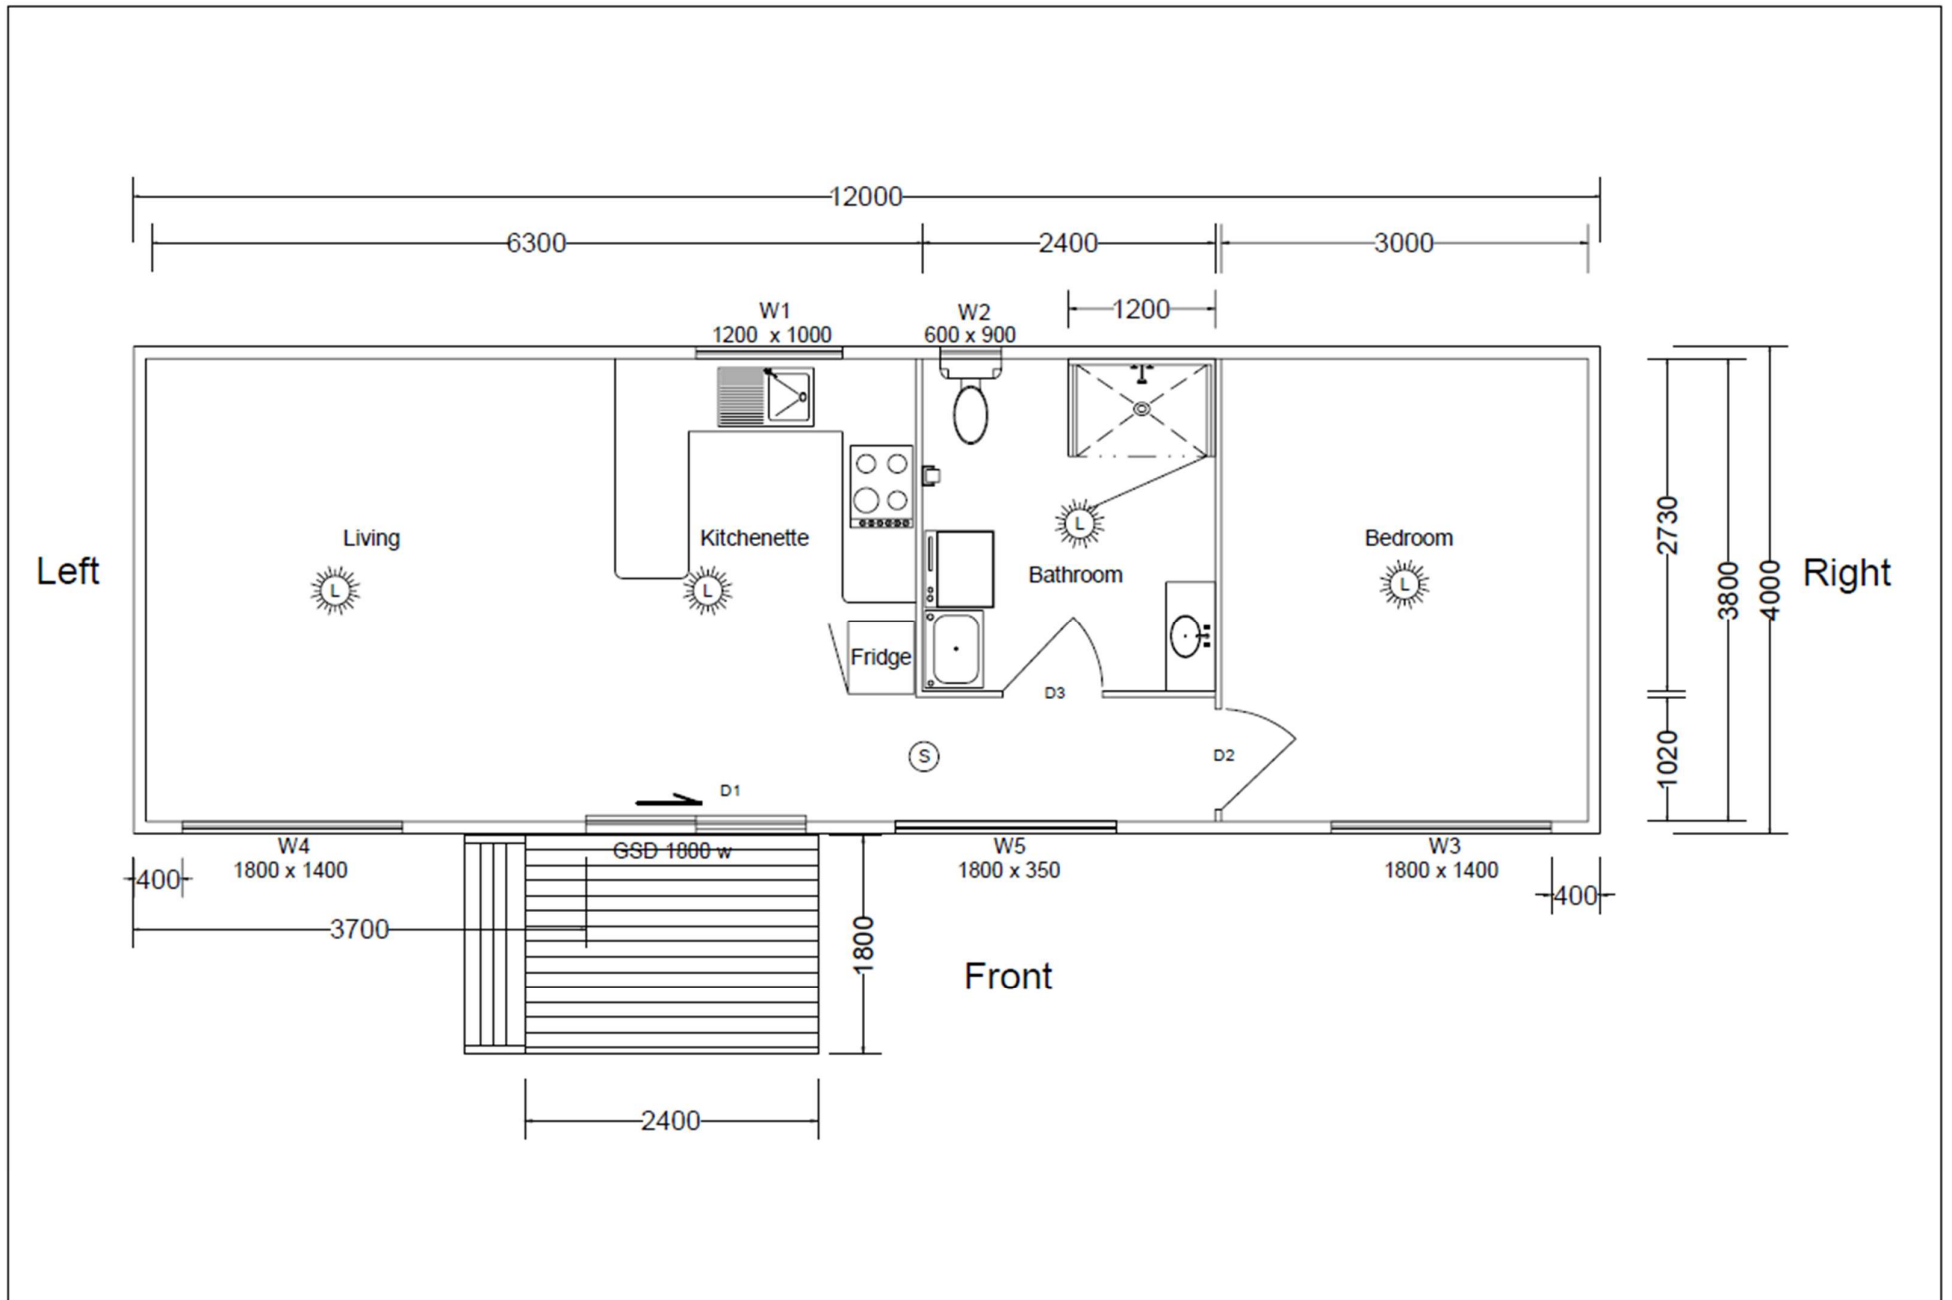 12000
6300
2400
3000
1200
W1
1200 x 1000
W2
600 x 900
Living
Kitchenette
Bathroom
Bedroom
L
L
L
L
Left
Right
2730
3800
4000
1020
Fridge
D3
D2
S
D1
W4
1800 x 1400
GSD 1800 w
W5
1800 x 350
W3
1800 x 1400
400
400
3700
1800
Front
2400